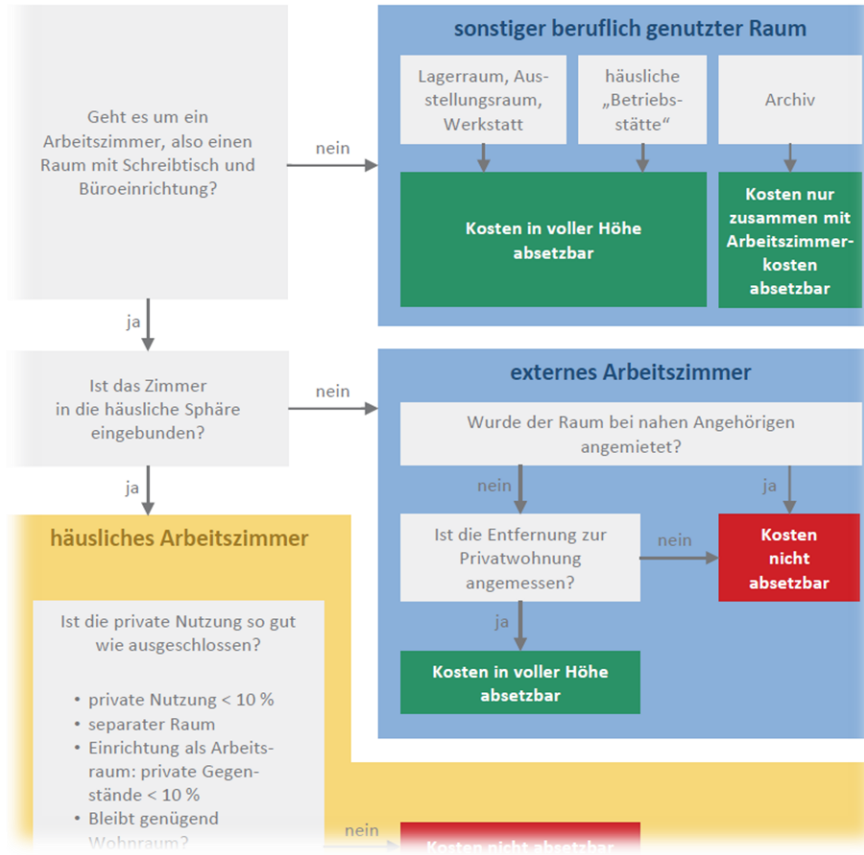 Geht es um ein
Arbeitszimmer, also einen
Raum mit Schreibtisch und
Büroeinrichtung?
nein
sonstiger beruflich genutzter Raum
Lagerraum, Aus-
stellungsraum,
Werkstatt
häusliche
„Betriebs-
stätte“
Archiv
Kosten in voller Höhe
absetzbar
Kosten nur
zusammen mit
Arbeitszimmer-
kosten
absetzbar
ja
Ist das Zimmer
in die häusliche Sphäre
eingebunden?
nein
externes Arbeitszimmer
Wurde der Raum bei nahen Angehörigen
angemietet?
nein
ja
Ist die Entfernung zur
Privatwohnung
angemessen?
nein
Kosten
nicht
absetzbar
ja
Kosten in voller Höhe
absetzbar
ja
häusliches Arbeitszimmer
Ist die private Nutzung so gut
wie ausgeschlossen?
• private Nutzung < 10 %
• separater Raum
• Einrichtung als Arbeits-
raum: private Gegen-
stände < 10 %
• Bleibt genügend
Wohnraum?
nein
Kosten nicht absetzbar